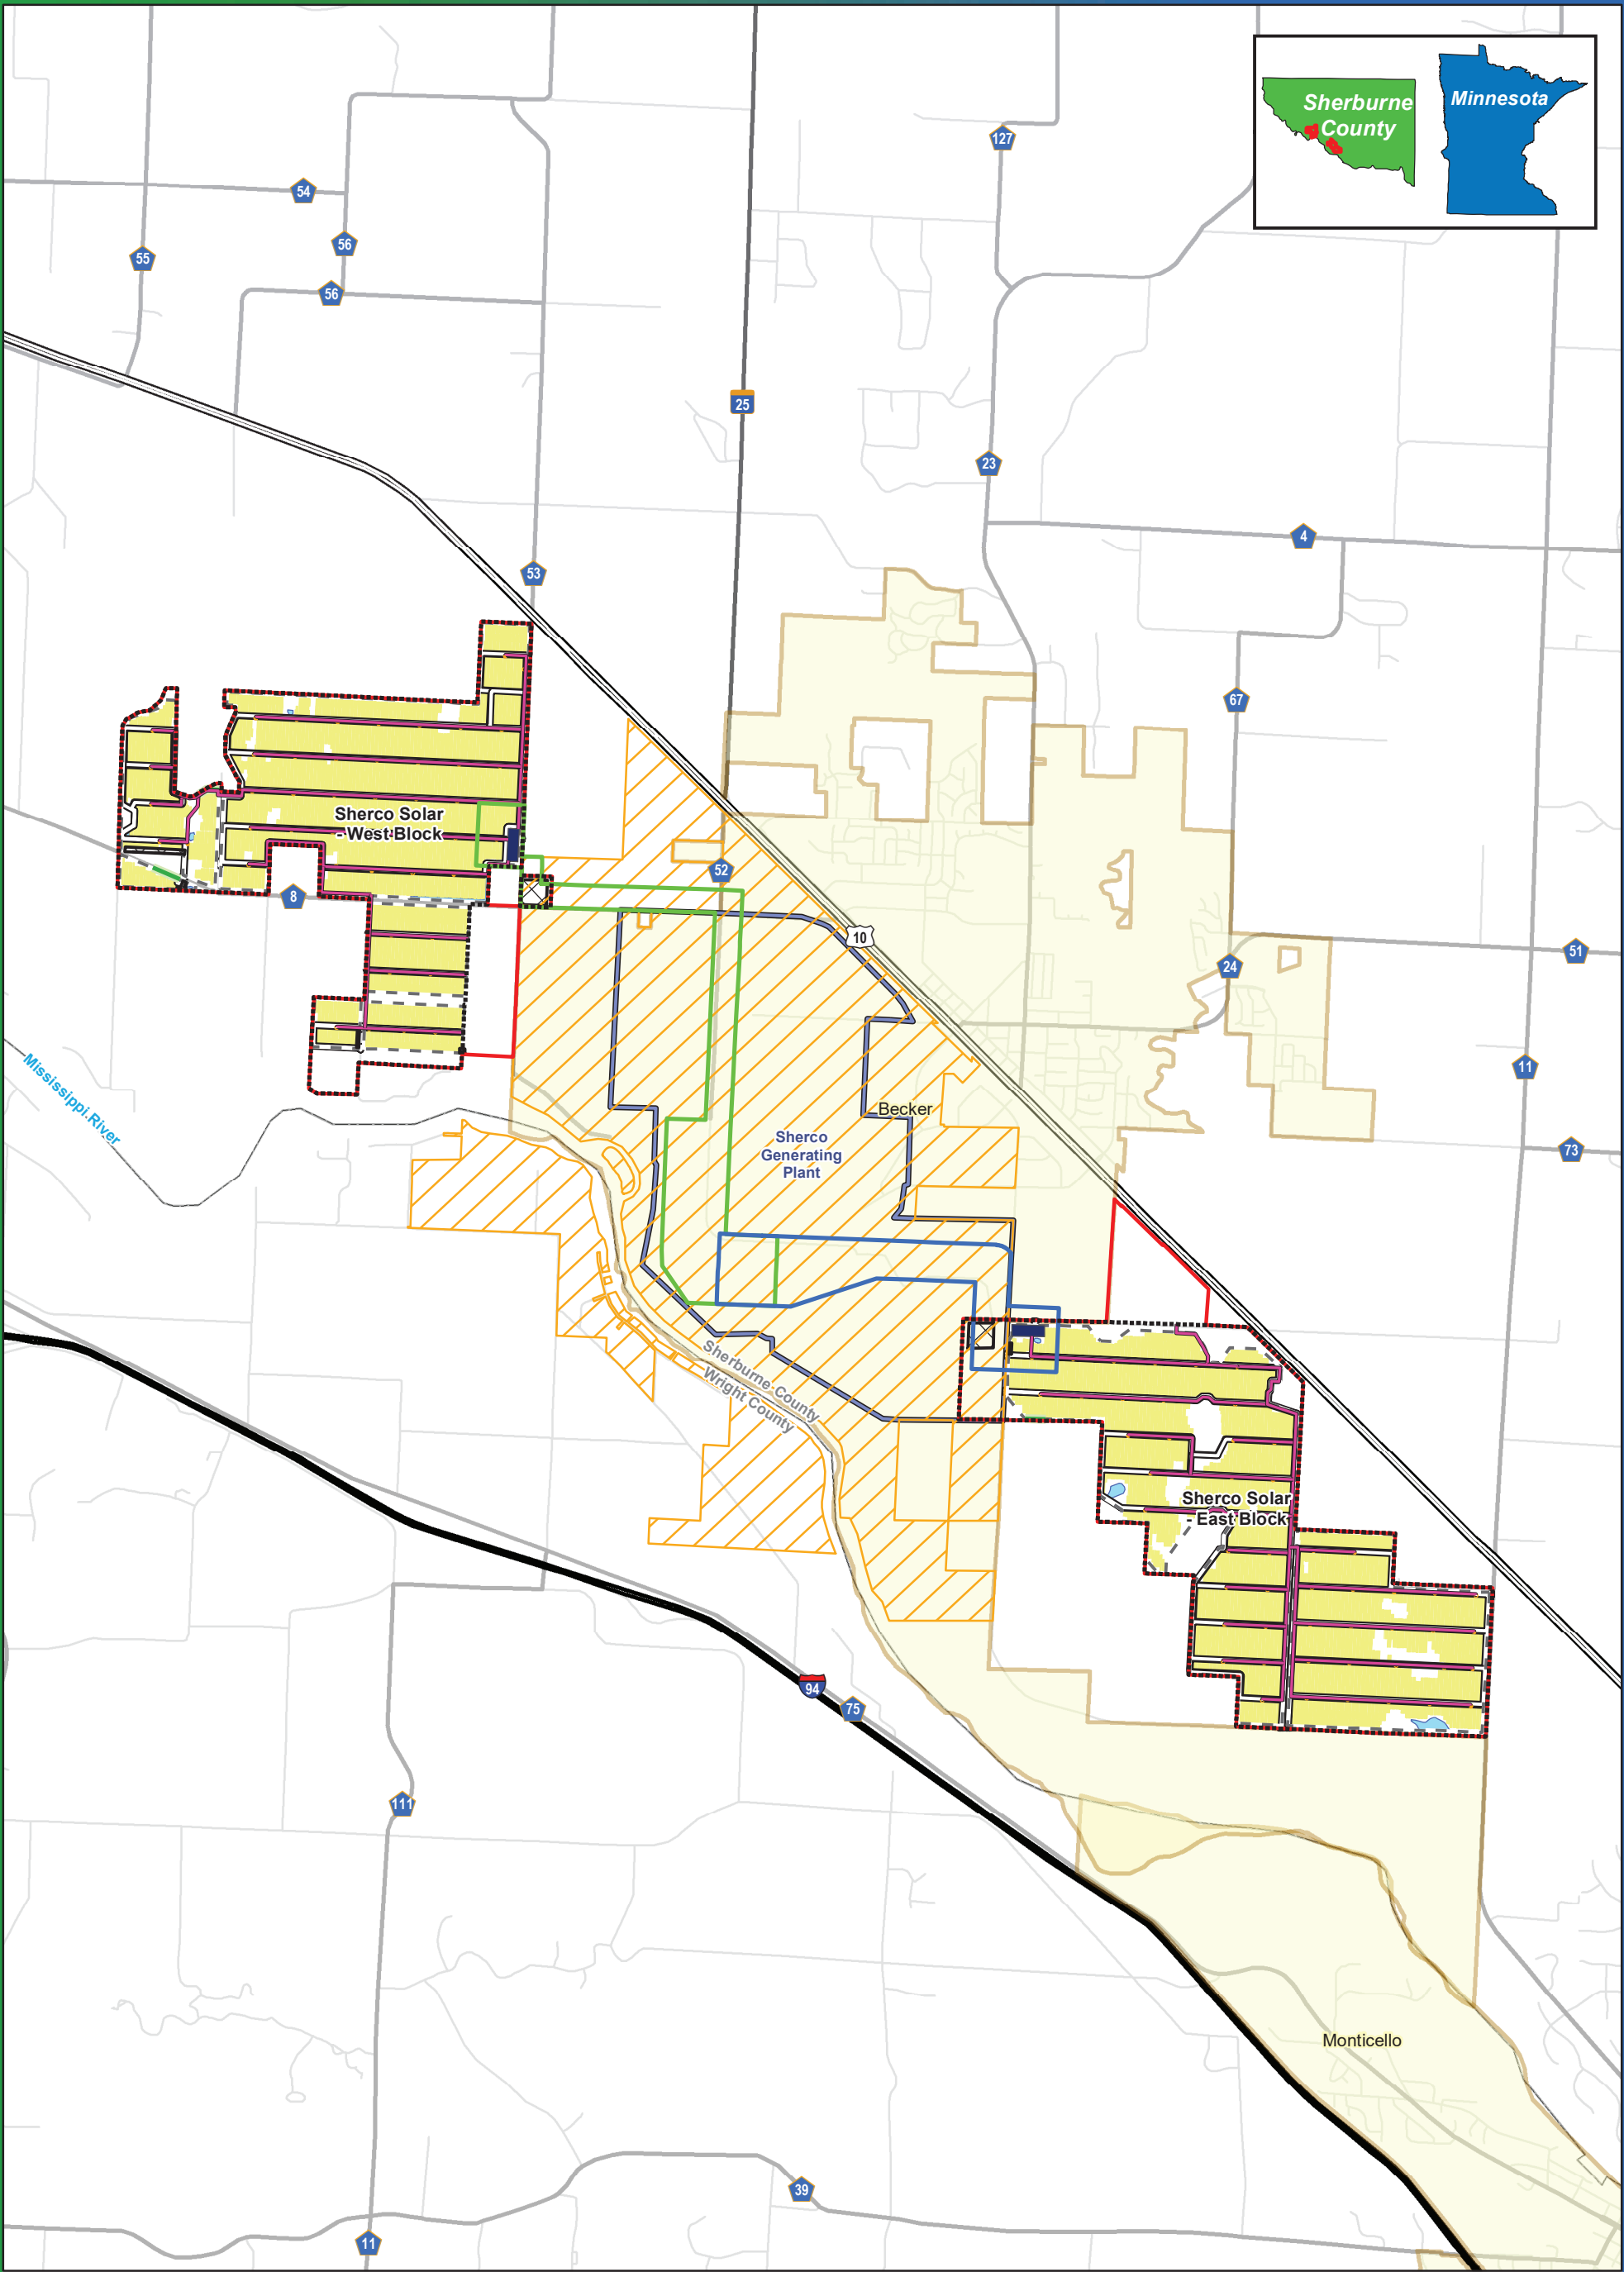 Sherburne
County
Minnesota
127
54
55
56
56
25
23
4
53
67
Sherco Solar
- West Block
52
8
10
51
24
Mississippi River
11
Becker
73
Sherco
Generating
Plant
Sherburne County
Wright County
Sherco Solar
- East Block
94
75
111
Monticello
39
11